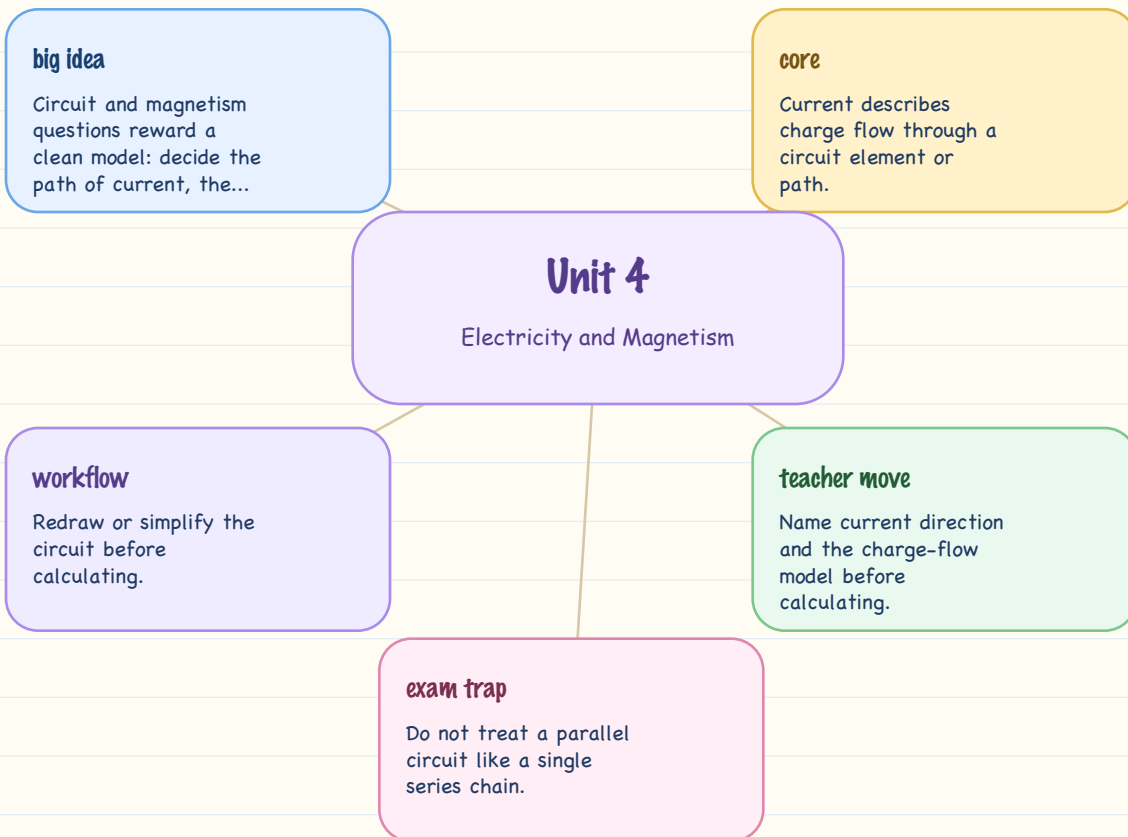 big idea
Circuit and magnetism
questions reward a
clean model: decide the
path of current, the...
core
Current describes
charge flow through a
circuit element or
path.
Unit 4
Electricity and Magnetism
workflow
Redraw or simplify the
circuit before
calculating.
teacher move
Name current direction
and the charge-flow
model before
calculating.
exam trap
Do not treat a parallel
circuit like a single
series chain.